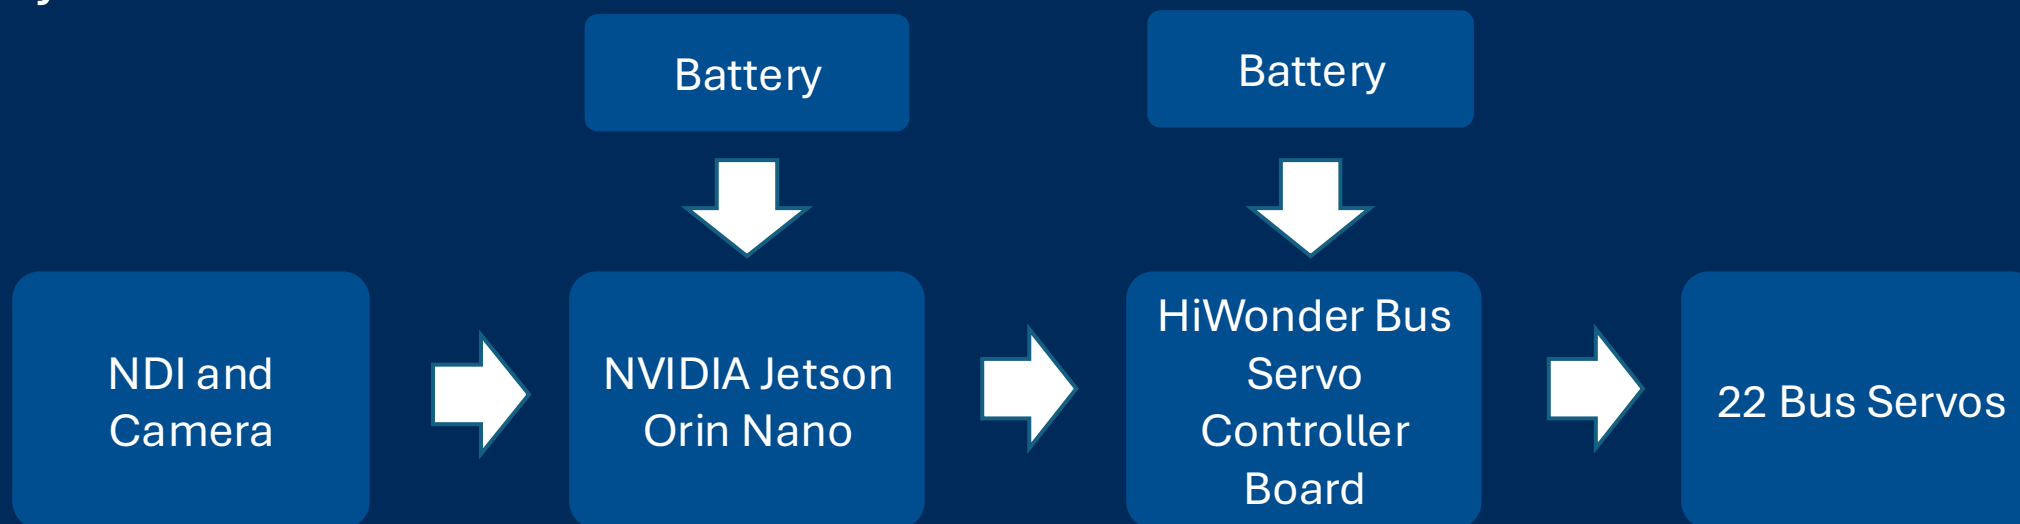 Battery
Battery
NDI and
Camera
NVIDIA Jetson
Orin Nano
HiWonder Bus
Servo
Controller
Board
22 Bus Servos